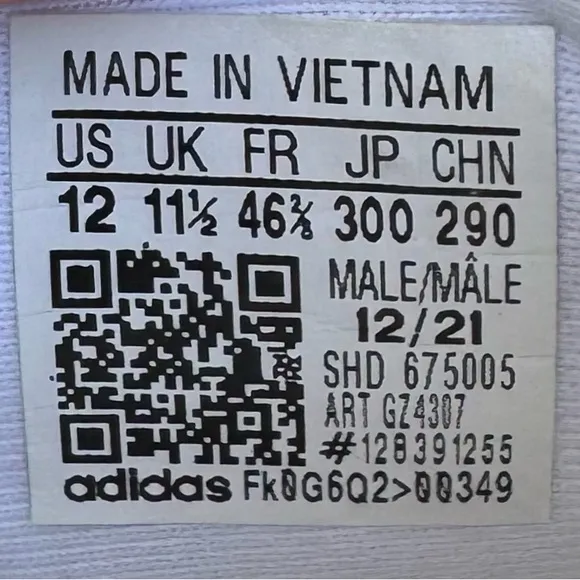 MADE IN VIETNAM
US UK FR JP CHN
12 11½ 46⅔ 300 290
MALE/MÂLE
12/21
SHD 675005
ART GZ4307
#128391255
adidas Fk0G6Q2>00349